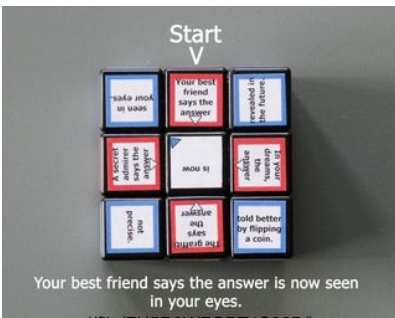 Start
V
seen in
your eyes.
Your best
friend
says the
answer
revealed in
the future.
A secret
admirer
says the
answer
is now
In your
dreams,
the
answer
not
precise.
The graffiti
says
the
answer
told better
by flipping
a coin.
Your best friend says the answer is now seen
in your eyes.